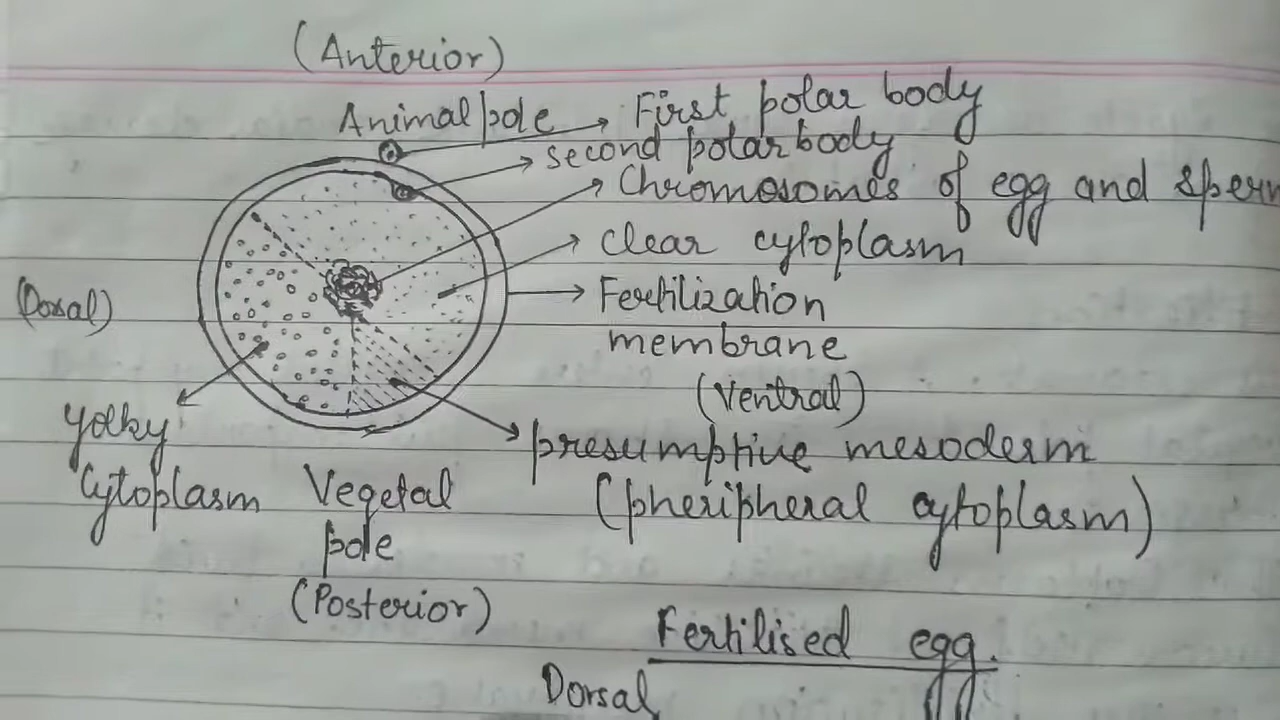 (Anterior)
Animal pole
First polar body
second polar body
Chromosomes of egg and sperm
clear cytoplasm
(Dorsal)
Fertilization
membrane
(Ventral)
yolky
Cytoplasm
presumptive mesoderm
(pheripheral cytoplasm)
Vegetal
pole
(Posterior)
Fertilised egg.
Dorsal